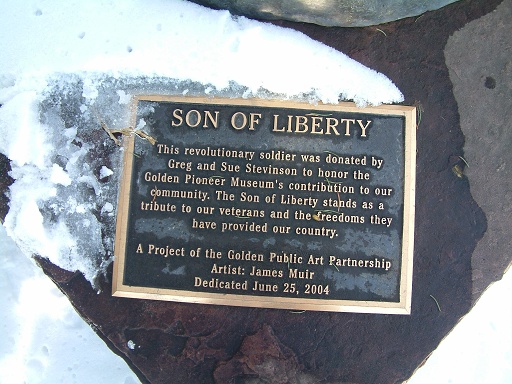 SON OF LIBERTY
This revolutionary soldier was donated by
Greg and Sue Stevinson to honor the
Golden Pioneer Museum's contribution to our
community. The Son of Liberty stands as a
tribute to our veterans and the freedoms they
have provided our country.
A Project of the Golden Public Art Partnership
Artist: James Muir
Dedicated June 25, 2004